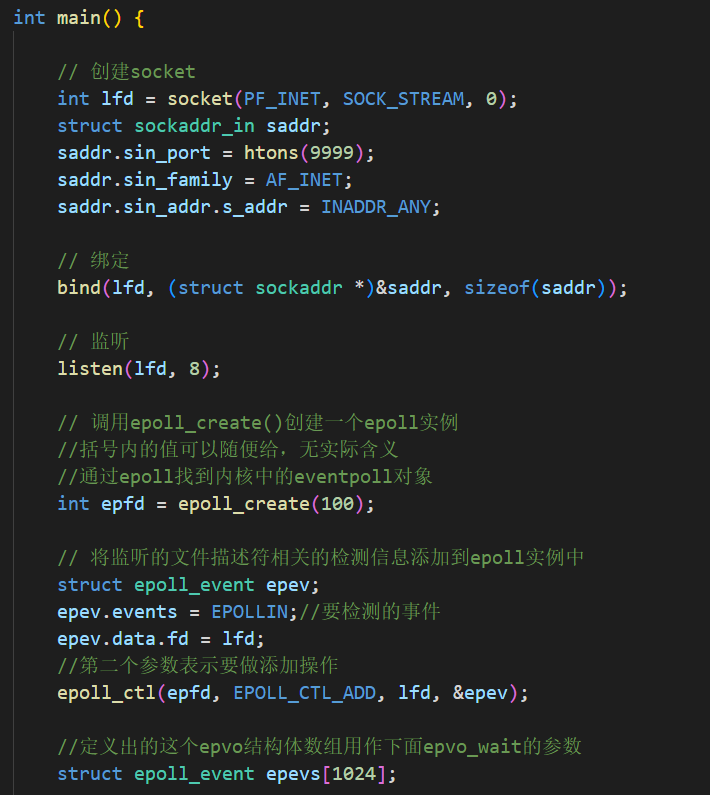 int main() {
// 创建socket
int lfd = socket(PF_INET, SOCK_STREAM, 0);
struct sockaddr_in saddr;
saddr.sin_port = htons(9999);
saddr.sin_family = AF_INET;
saddr.sin_addr.s_addr = INADDR_ANY;
// 绑定
bind(lfd, (struct sockaddr *)&saddr, sizeof(saddr));
// 监听
listen(lfd, 8);
// 调用epoll_create()创建一个epoll实例
//括号内的值可以随便给，无实际含义
//通过epoll找到内核中的eventpoll对象
int epfd = epoll_create(100);
// 将监听的文件描述符相关的检测信息添加到epoll实例中
struct epoll_event epev;
epev.events = EPOLLIN;//要检测的事件
epev.data.fd = lfd;
//第二个参数表示要做添加操作
epoll_ctl(epfd, EPOLL_CTL_ADD, lfd, &epev);
//定义出的这个epvo结构体数组用作下面epvo_wait的参数
struct epoll_event epevs[1024];